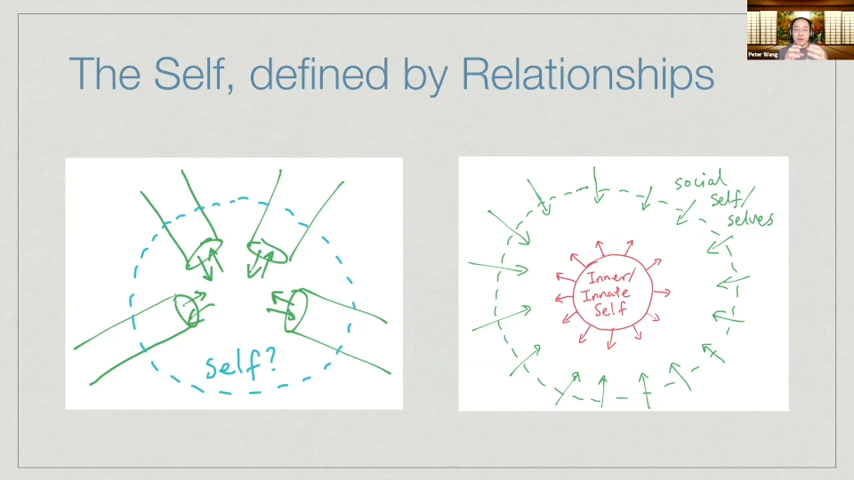 The Self, defined by Relationships
Peter Wang
self?
social
self/
selves
Inner/
Innate
Self